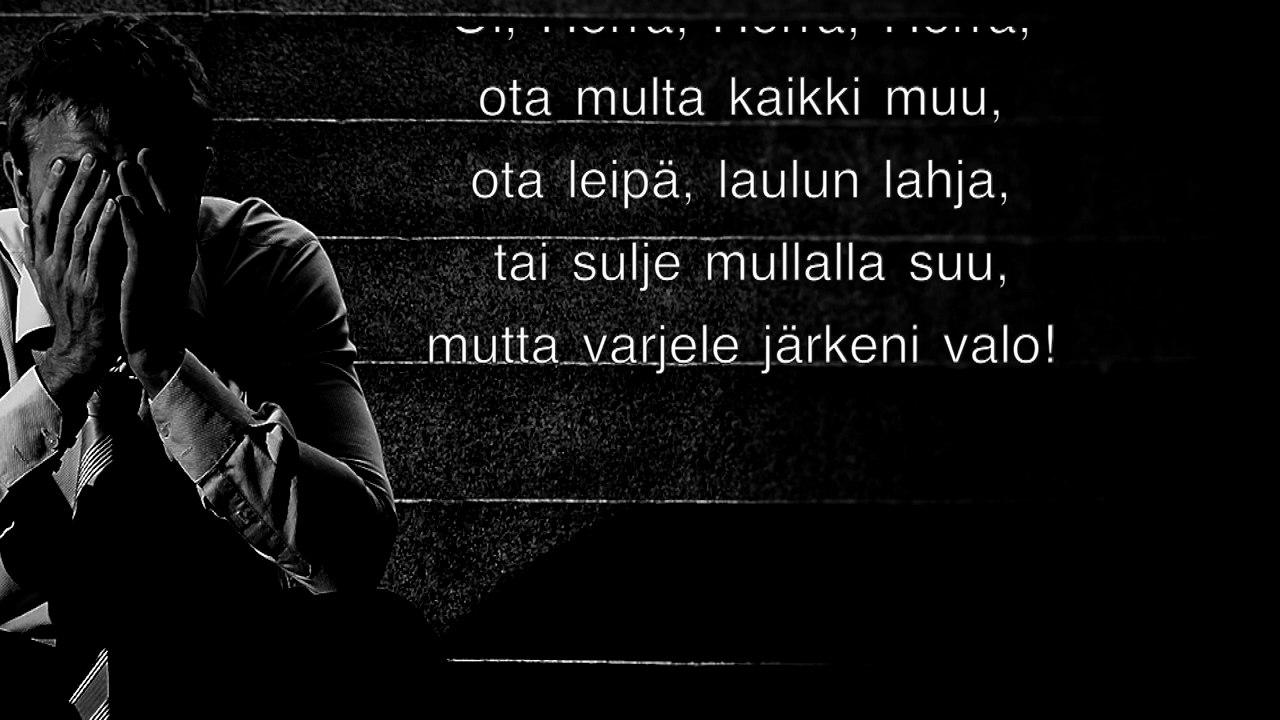 ota multa kaikki muu,
ota leipä, laulun lahja,
tai sulje mullalla suu,
mutta varjele järkeni valo!